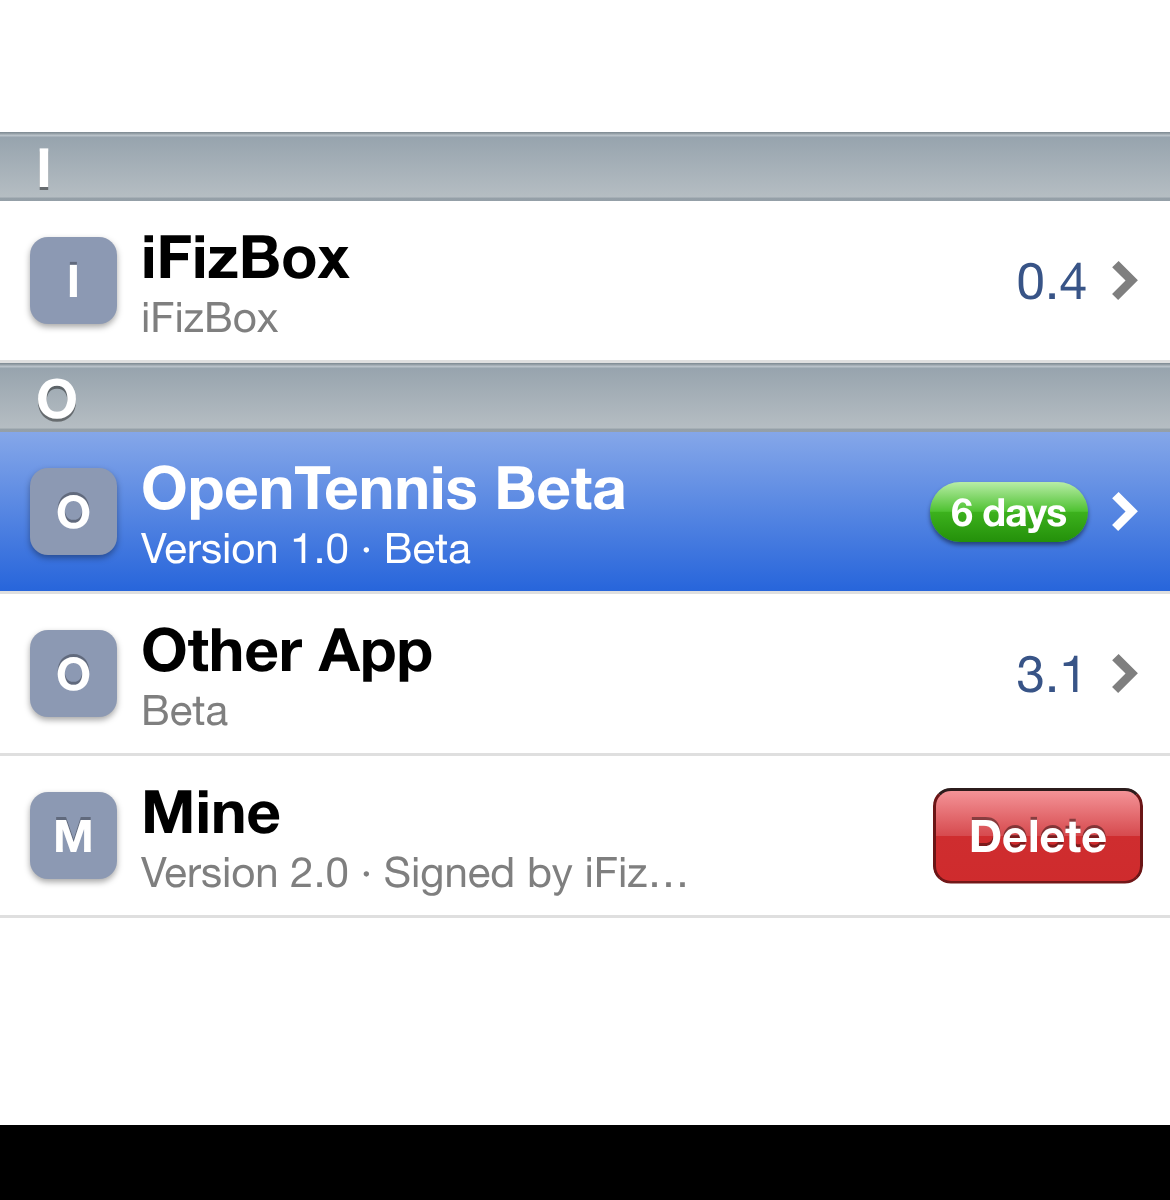 I
I
iFizBox
iFizBox
0.4
O
O
OpenTennis Beta
Version 1.0 · Beta
6 days
O
Other App
Beta
3.1
M
Mine
Version 2.0 · Signed by iFiz...
Delete